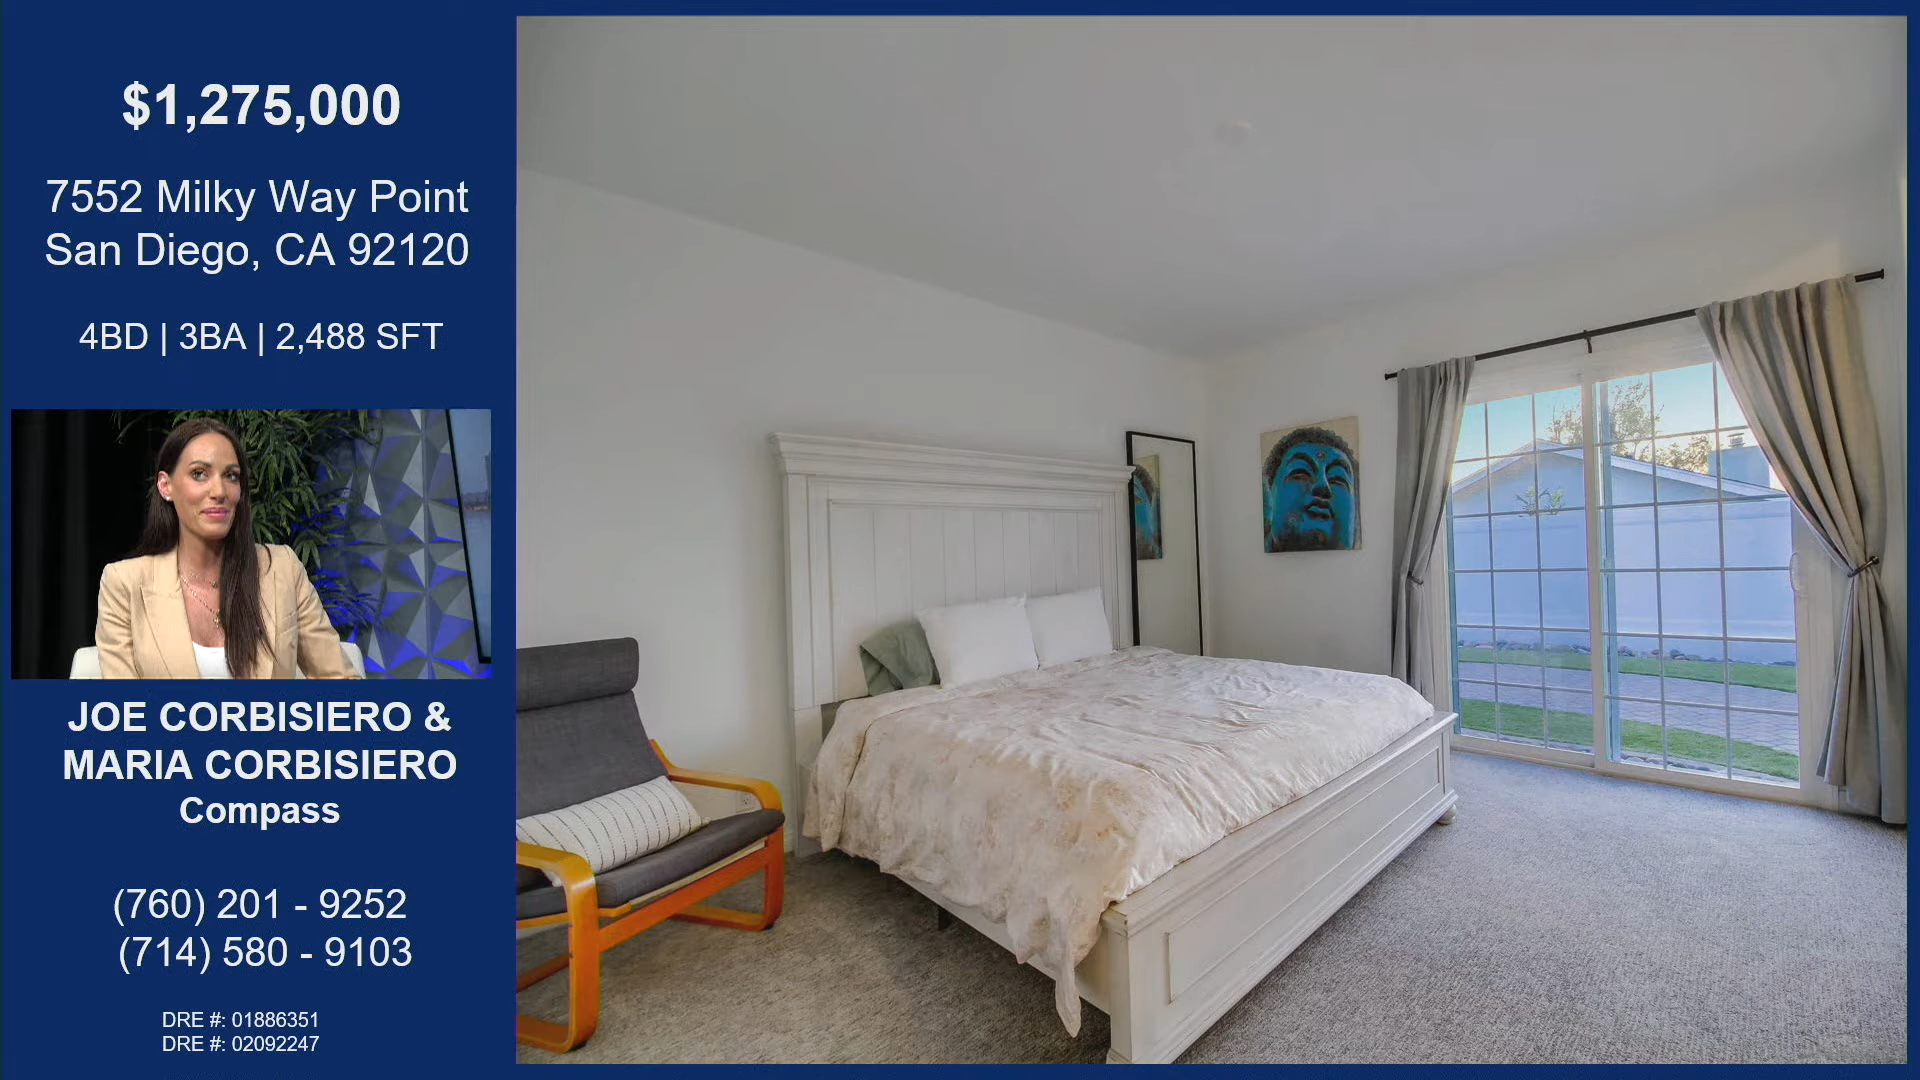 $1,275,000
7552 Milky Way Point
San Diego, CA 92120
4BD | 3BA | 2,488 SFT
JOE CORBISIERO &
MARIA CORBISIERO
Compass
(760) 201 - 9252
(714) 580 - 9103
DRE #: 01886351
DRE #: 02092247